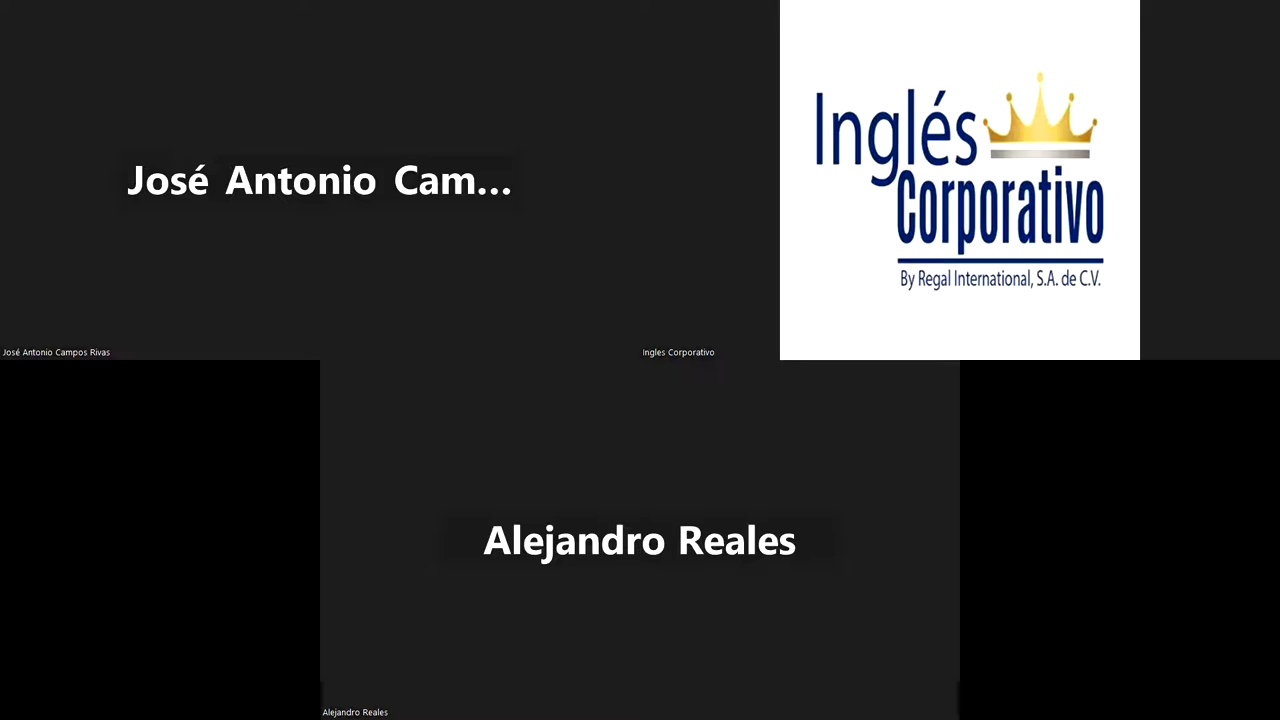 José Antonio Cam...
Inglés
Corporativo
By Regal International, S.A. de C.V.
José Antonio Campos Rivas
Ingles Corporativo
Alejandro Reales
Alejandro Reales